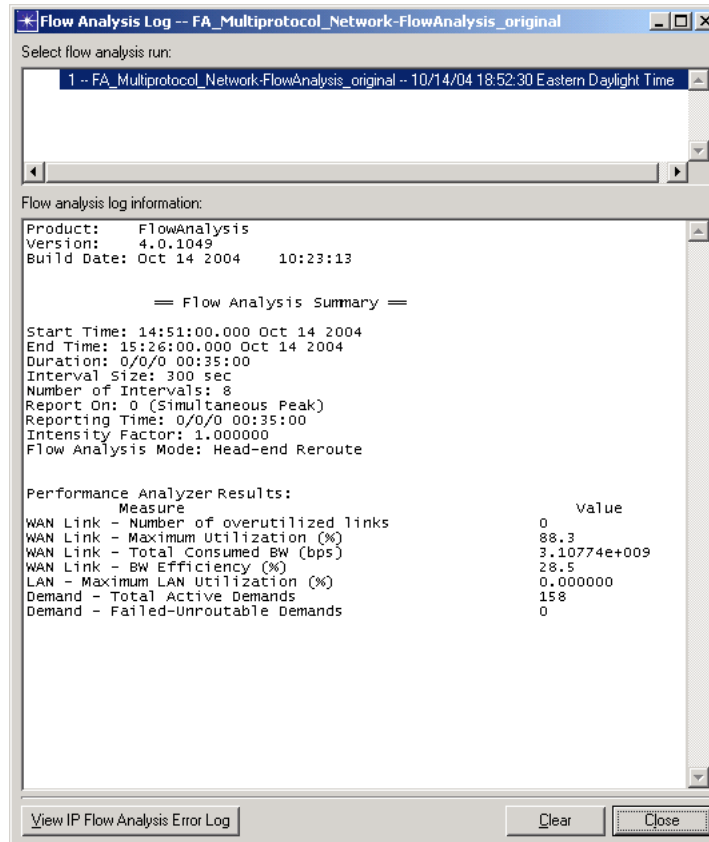 Flow Analysis Log -- FA_Multiprotocol_Network-FlowAnalysis_original
Select flow analysis run:
1 -- FA_Multiprotocol_Network-FlowAnalysis_original -- 10/14/04 18:52:30 Eastern Daylight Time
Flow analysis log information:
Product: FlowAnalysis
Version: 4.0.1049
Build Date: Oct 14 2004 10:23:13
== Flow Analysis Summary ==
Start Time: 14:51:00.000 Oct 14 2004
End Time: 15:26:00.000 Oct 14 2004
Duration: 0/0/0 00:35:00
Interval Size: 300 sec
Number of Intervals: 8
Report On: 0 (Simultaneous Peak)
Reporting Time: 0/0/0 00:35:00
Intensity Factor: 1.000000
Flow Analysis Mode: Head-end Reroute
Performance Analyzer Results:
Measure Value
WAN Link - Number of overutilized links 0
WAN Link - Maximum Utilization (%) 88.3
WAN Link - Total Consumed BW (bps) 3.10774e+009
WAN Link - BW Efficiency (%) 28.5
LAN - Maximum LAN Utilization (%) 0.000000
Demand - Total Active Demands 158
Demand - Failed-Unroutable Demands 0
View IP Flow Analysis Error Log Clear Close